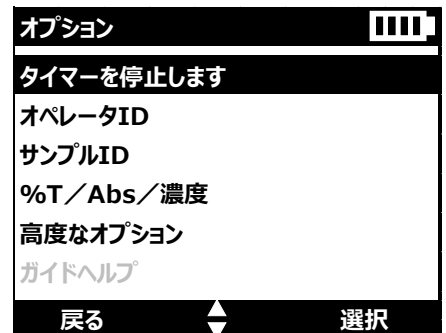 オプション
タイマーを停止します
オペレータID
サンプルID
%T／Abs／濃度
高度なオプション
ガイドヘルプ
戻る 選択